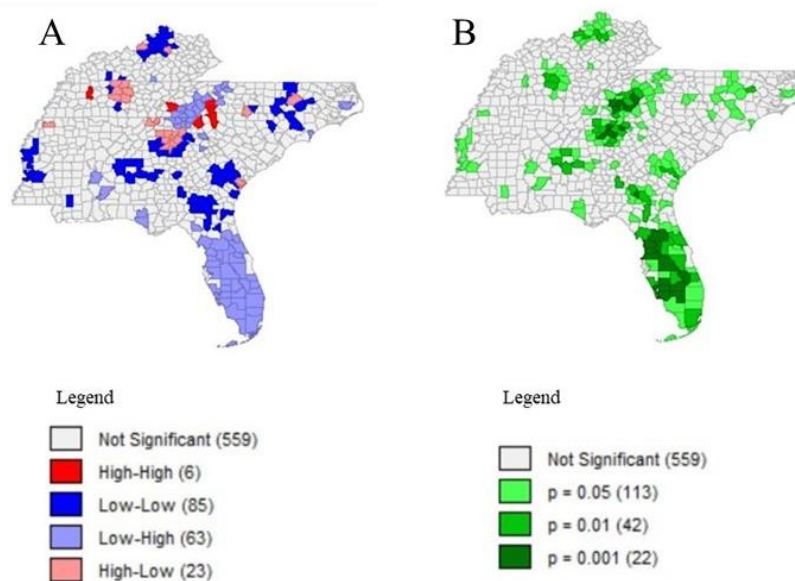 A
B
Legend
Not Significant (559)
High-High (6)
Low-Low (85)
Low-High (63)
High-Low (23)
Legend
Not Significant (559)
p = 0.05 (113)
p = 0.01 (42)
p = 0.001 (22)